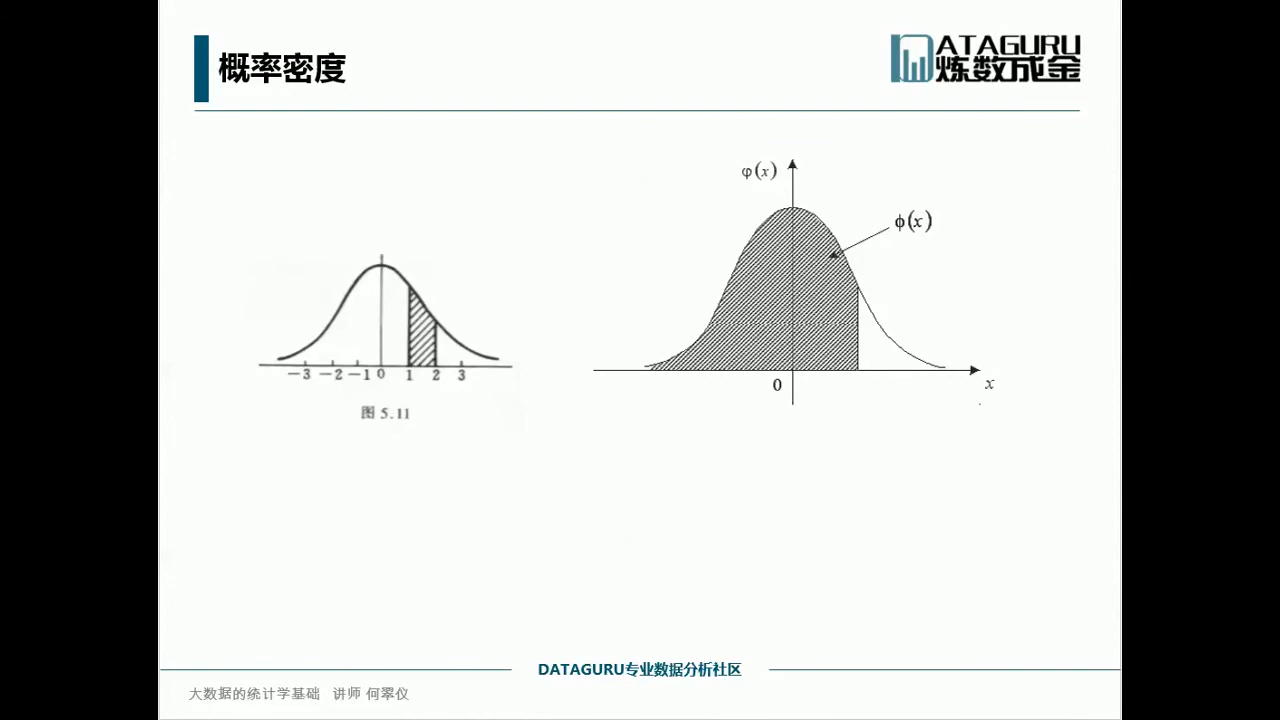 概率密度
DATAGURU
炼数成金
φ(x)
ϕ(x)
−3 −2 −1 0 1 2 3
0
x
图 5.11
DATAGURU专业数据分析社区
大数据的统计学基础 讲师 何翠仪